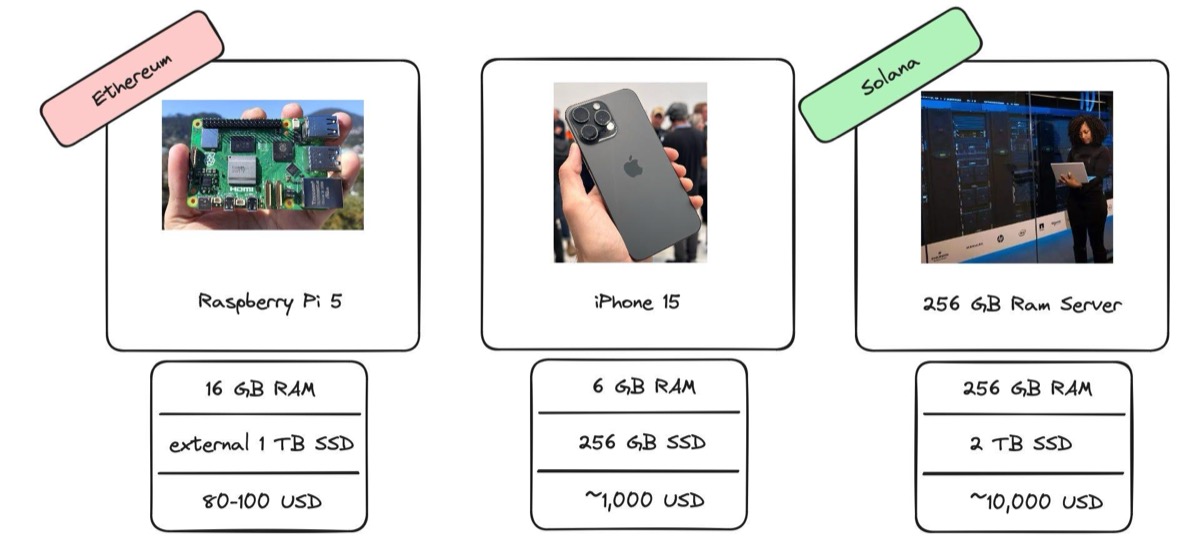 Ethereum
Solana
HDMI
Raspberry Pi 5
iPhone 15
256 GB Ram Server
16 GB RAM
external 1 TB SSD
80-100 USD
6 GB RAM
256 GB SSD
~1,000 USD
256 GB RAM
2 TB SSD
~10,000 USD